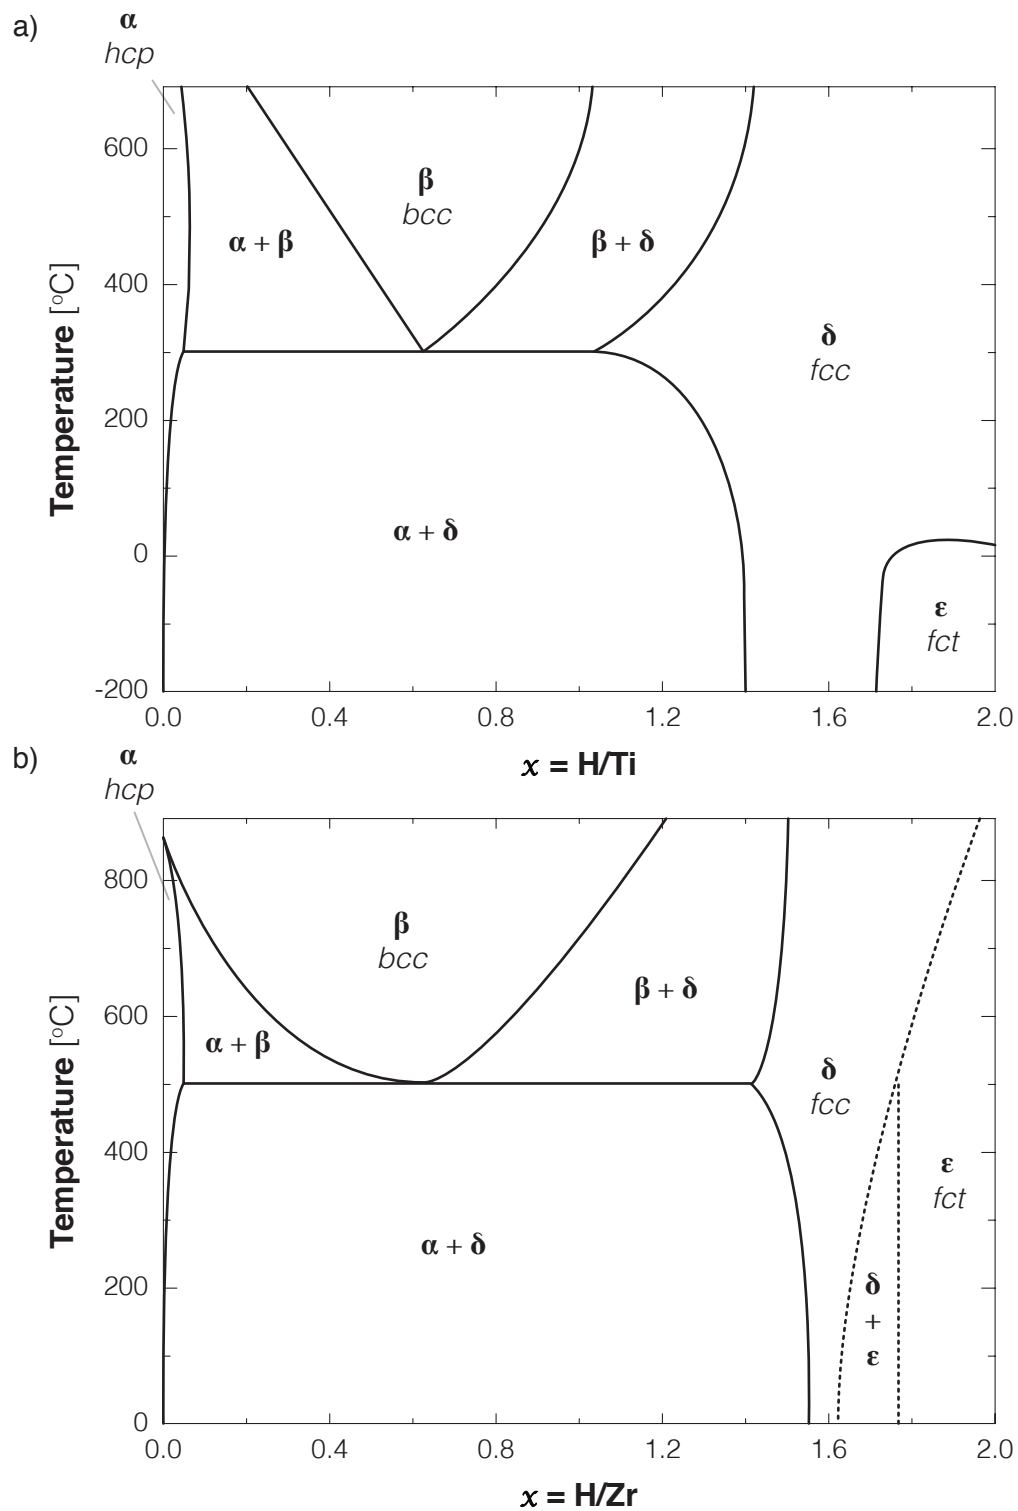 a)
α
hcp
Temperature [°C]
600
400
200
0
-200
β
bcc
α + β
β + δ
δ
fcc
α + δ
ε
fct
0.0 0.4 0.8 1.2 1.6 2.0
x = H/Ti
b)
α
hcp
Temperature [°C]
800
600
400
200
0
β
bcc
β + δ
α + β
δ
fcc
ε
fct
α + δ
δ
+
ε
0.0 0.4 0.8 1.2 1.6 2.0
x = H/Zr